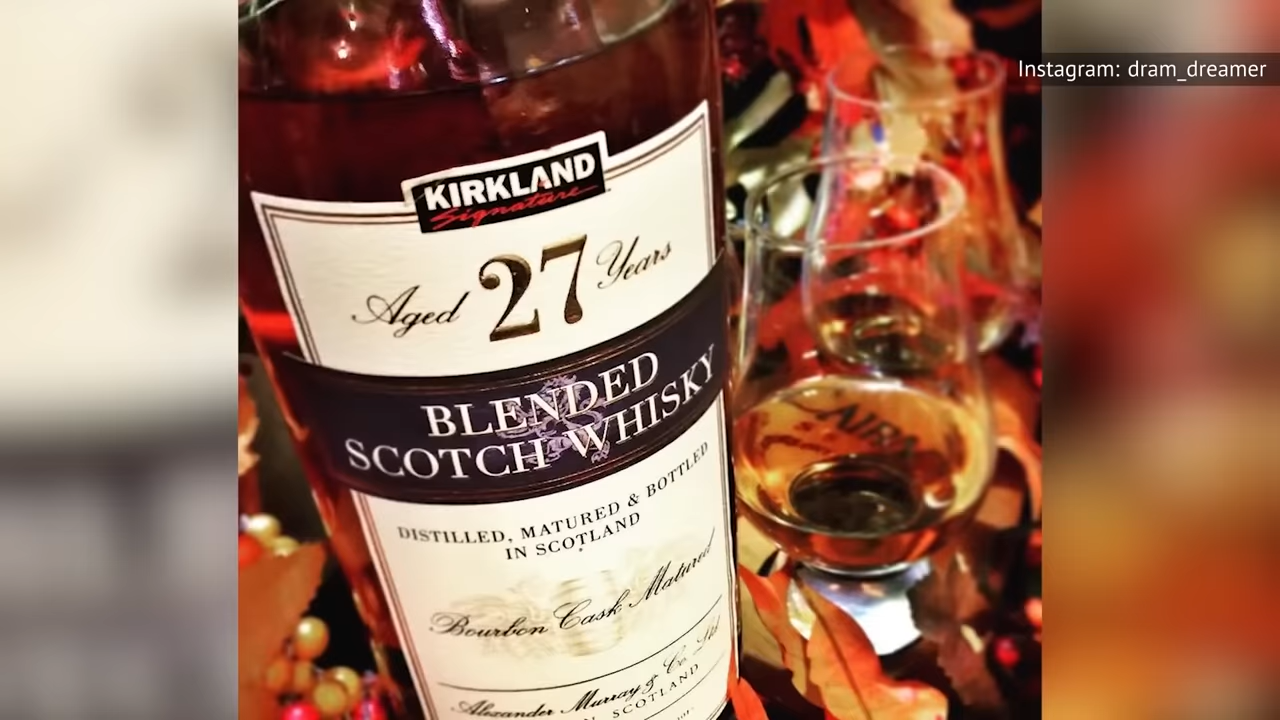 Instagram: dram_dreamer
KIRKLAND
Signature
Aged 27 Years
BLENDED
SCOTCH WHISKY
DISTILLED, MATURED & BOTTLED
IN SCOTLAND
Bourbon Cask Matured
Alexander Murray & Co. Ltd
SCOTLAND